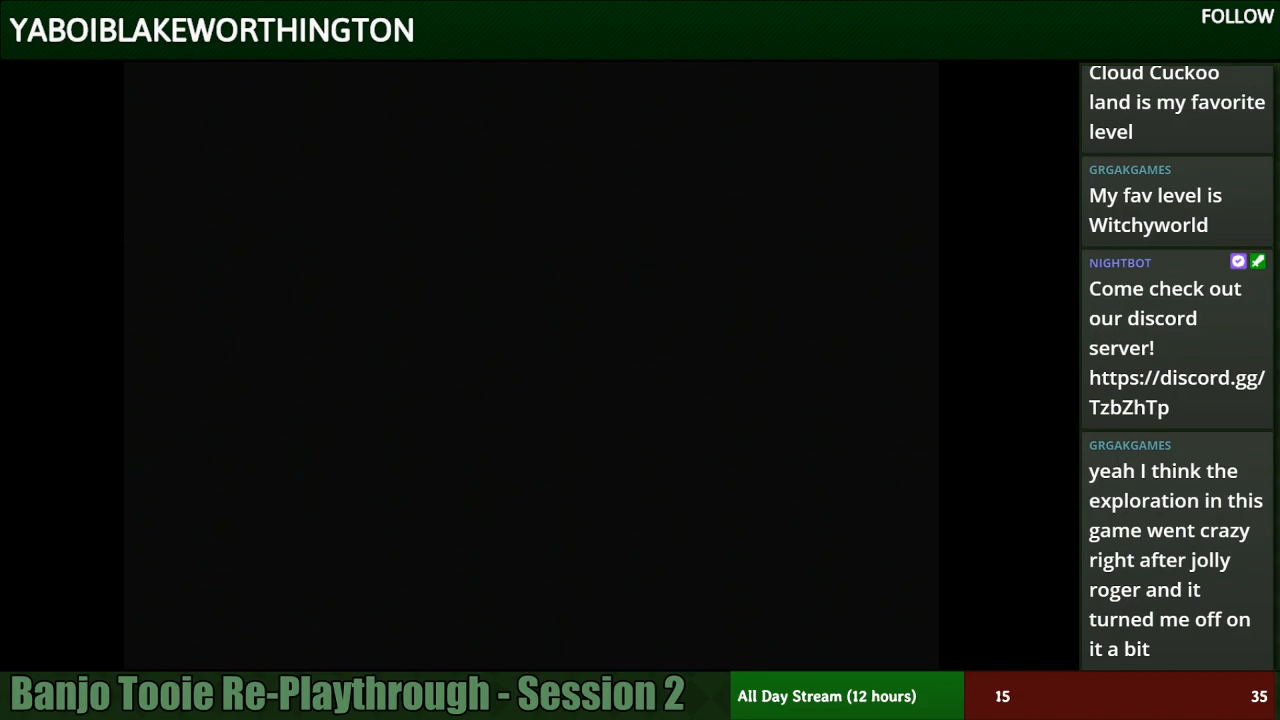 YABOIBLAKEWORTHINGTON
FOLLOW
Cloud Cuckoo
land is my favorite
level
GRGAKGAMES
My fav level is
Witchyworld
NIGHTBOT
Come check out
our discord
server!
https://discord.gg/
TzbZhTp
GRGAKGAMES
yeah I think the
exploration in this
game went crazy
right after jolly
roger and it
turned me off on
it a bit
Banjo Tooie Re-Playthrough - Session 2
All Day Stream (12 hours)
15
35